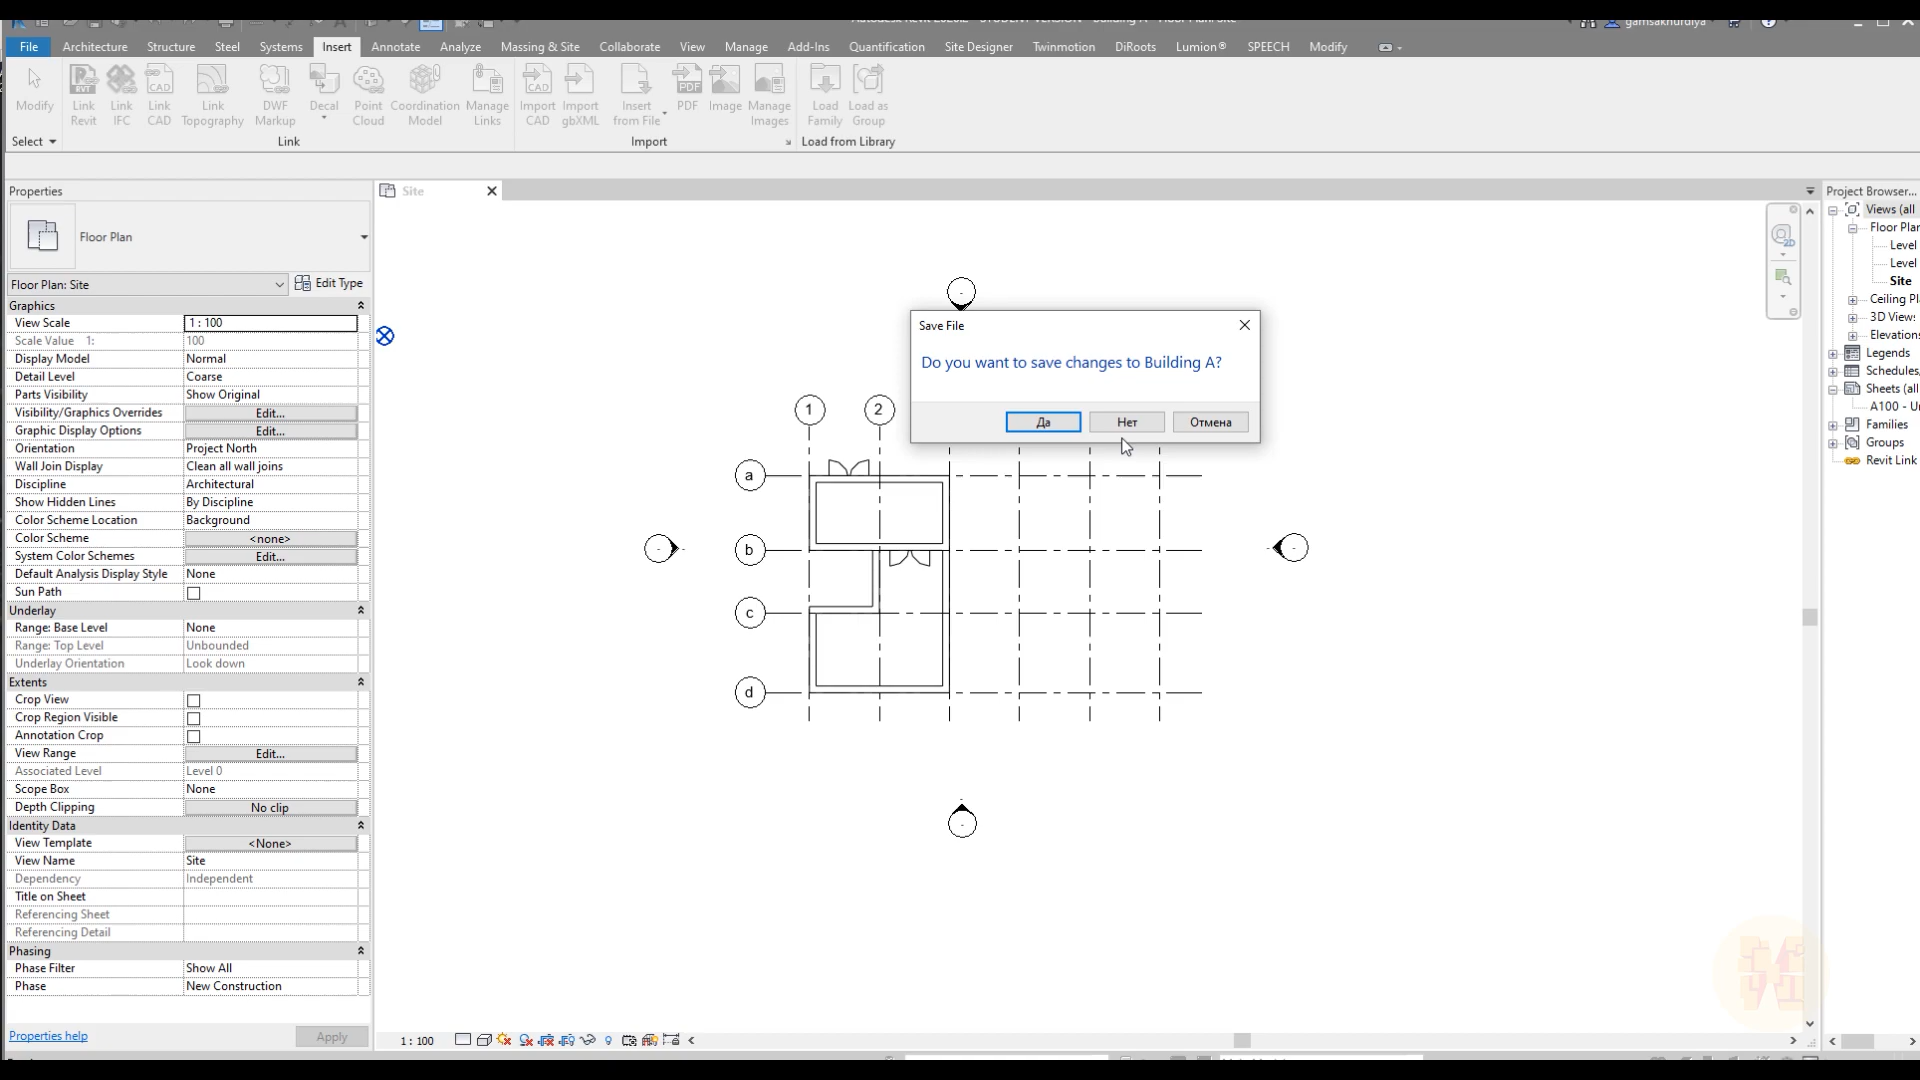 File Architecture Structure Steel Systems Insert Annotate Analyze Massing & Site Collaborate View Manage Add-Ins Quantification Site Designer Twinmotion DiRoots Lumion® SPEECH Modify
Modify
Link Revit
Link IFC
Link CAD
Link Topography
DWF Markup
Decal
Point Cloud
Coordination Model
Manage Links
Import CAD
Import gbXML
Insert from File
PDF
Image
Manage Images
Load Family
Load as Group
Select Link Import Load from Library
Properties
Floor Plan
Floor Plan: Site Edit Type
Graphics
View Scale 1 : 100
Scale Value 1: 100
Display Model Normal
Detail Level Coarse
Parts Visibility Show Original
Visibility/Graphics Overrides Edit...
Graphic Display Options Edit...
Orientation Project North
Wall Join Display Clean all wall joins
Discipline Architectural
Show Hidden Lines By Discipline
Color Scheme Location Background
Color Scheme <none>
System Color Schemes Edit...
Default Analysis Display Style None
Sun Path
Underlay
Range: Base Level None
Range: Top Level Unbounded
Underlay Orientation Look down
Extents
Crop View
Crop Region Visible
Annotation Crop
View Range Edit...
Associated Level Level 0
Scope Box None
Depth Clipping No clip
Identity Data
View Template <None>
View Name Site
Dependency Independent
Title on Sheet
Referencing Sheet
Referencing Detail
Phasing
Phase Filter Show All
Phase New Construction
Properties help Apply
Site
Save File
Do you want to save changes to Building A?
Да Нет Отмена
1 2
a
b
c
d
1 : 100
2D
Project Browser...
Views (all
Floor Plan
Level
Level
Site
Ceiling Pl
3D Views
Elevations
Legends
Schedules
Sheets (all
A100 - Un
Families
Groups
Revit Link